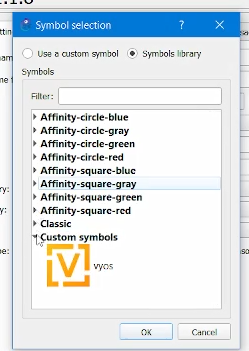 Symbol selection
?
Use a custom symbol
Symbols library
Symbols
Filter:
Affinity-circle-blue
Affinity-circle-gray
Affinity-circle-green
Affinity-circle-red
Affinity-square-blue
Affinity-square-gray
Affinity-square-green
Affinity-square-red
Classic
Custom symbols
V
vyos
OK
Cancel